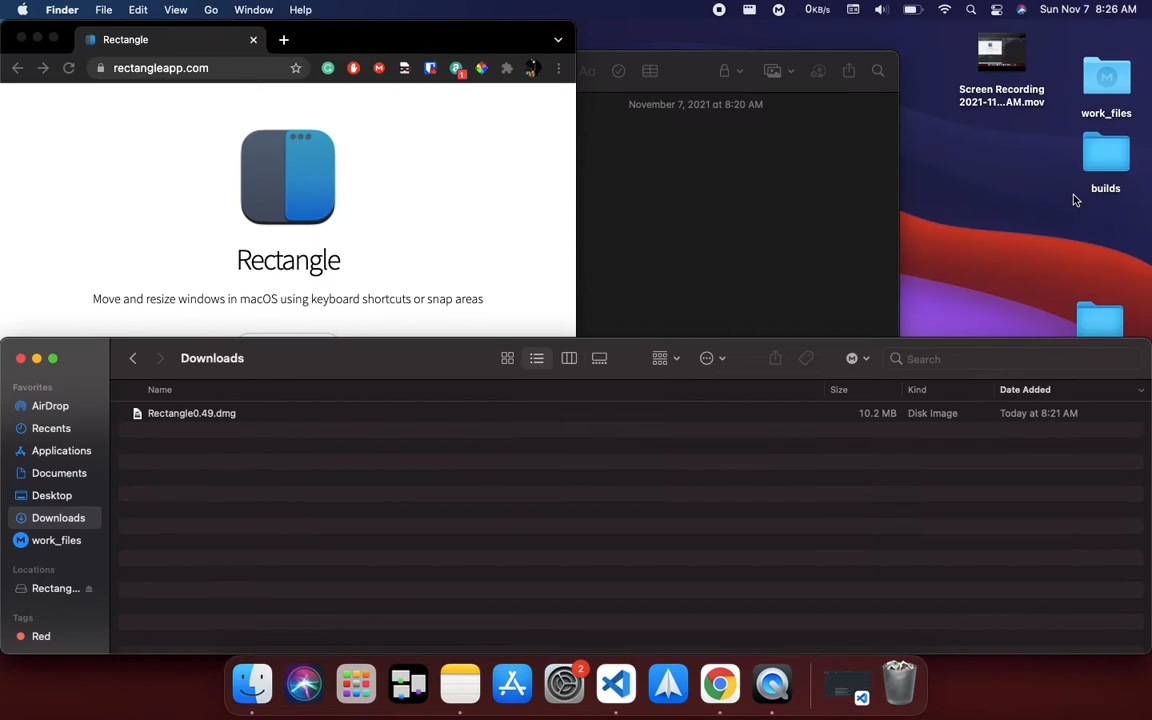 Finder File Edit View Go Window Help 0KB/s Sun Nov 7 8:26 AM
Rectangle
rectangleapp.com
1
Aa
November 7, 2021 at 8:20 AM
Screen Recording
2021-11...AM.mov
work_files
builds
Rectangle
Move and resize windows in macOS using keyboard shortcuts or snap areas
Downloads
Search
Favorites
AirDrop
Recents
Applications
Documents
Desktop
Downloads
work_files
Locations
Rectang...
Tags
Red
Name Size Kind Date Added
Rectangle0.49.dmg 10.2 MB Disk Image Today at 8:21 AM
2